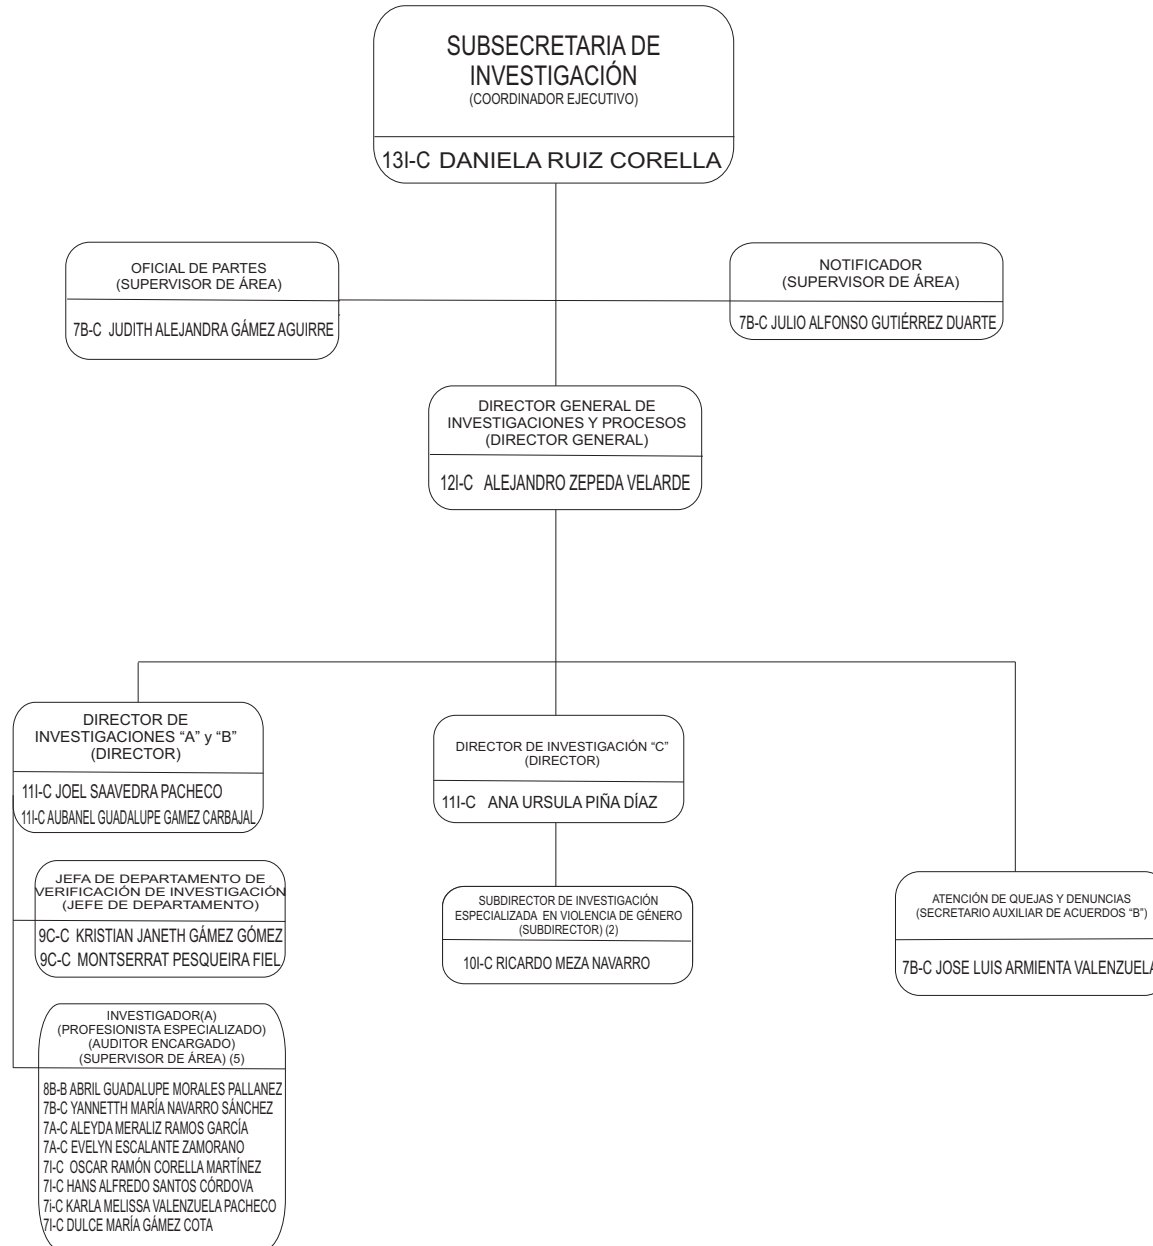 SUBSECRETARIA DE
INVESTIGACIÓN
(COORDINADOR EJECUTIVO)
13I-C DANIELA RUIZ CORELLA
OFICIAL DE PARTES
(SUPERVISOR DE ÁREA)
7B-C JUDITH ALEJANDRA GÁMEZ AGUIRRE
NOTIFICADOR
(SUPERVISOR DE ÁREA)
7B-C JULIO ALFONSO GUTIÉRREZ DUARTE
DIRECTOR GENERAL DE
INVESTIGACIONES Y PROCESOS
(DIRECTOR GENERAL)
12I-C ALEJANDRO ZEPEDA VELARDE
DIRECTOR DE
INVESTIGACIONES “A” y “B”
(DIRECTOR)
11I-C JOEL SAAVEDRA PACHECO
11I-C AUBANEL GUADALUPE GAMEZ CARBAJAL
JEFA DE DEPARTAMENTO DE
VERIFICACIÓN DE INVESTIGACIÓN
(JEFE DE DEPARTAMENTO)
9C-C KRISTIAN JANETH GÁMEZ GÓMEZ
9C-C MONTSERRAT PESQUEIRA FIEL
INVESTIGADOR(A)
(PROFESIONISTA ESPECIALIZADO)
(AUDITOR ENCARGADO)
(SUPERVISOR DE ÁREA) (5)
8B-B ABRIL GUADALUPE MORALES PALLANEZ
7B-C YANNETTH MARÍA NAVARRO SÁNCHEZ
7A-C ALEYDA MERALIZ RAMOS GARCÍA
7A-C EVELYN ESCALANTE ZAMORANO
7I-C OSCAR RAMÓN CORELLA MARTÍNEZ
7I-C HANS ALFREDO SANTOS CÓRDOVA
7i-C KARLA MELISSA VALENZUELA PACHECO
7I-C DULCE MARÍA GÁMEZ COTA
DIRECTOR DE INVESTIGACIÓN “C”
(DIRECTOR)
11I-C ANA URSULA PIÑA DÍAZ
SUBDIRECTOR DE INVESTIGACIÓN
ESPECIALIZADA EN VIOLENCIA DE GÉNERO
(SUBDIRECTOR) (2)
10I-C RICARDO MEZA NAVARRO
ATENCIÓN DE QUEJAS Y DENUNCIAS
(SECRETARIO AUXILIAR DE ACUERDOS “B”)
7B-C JOSE LUIS ARMIENTA VALENZUELA